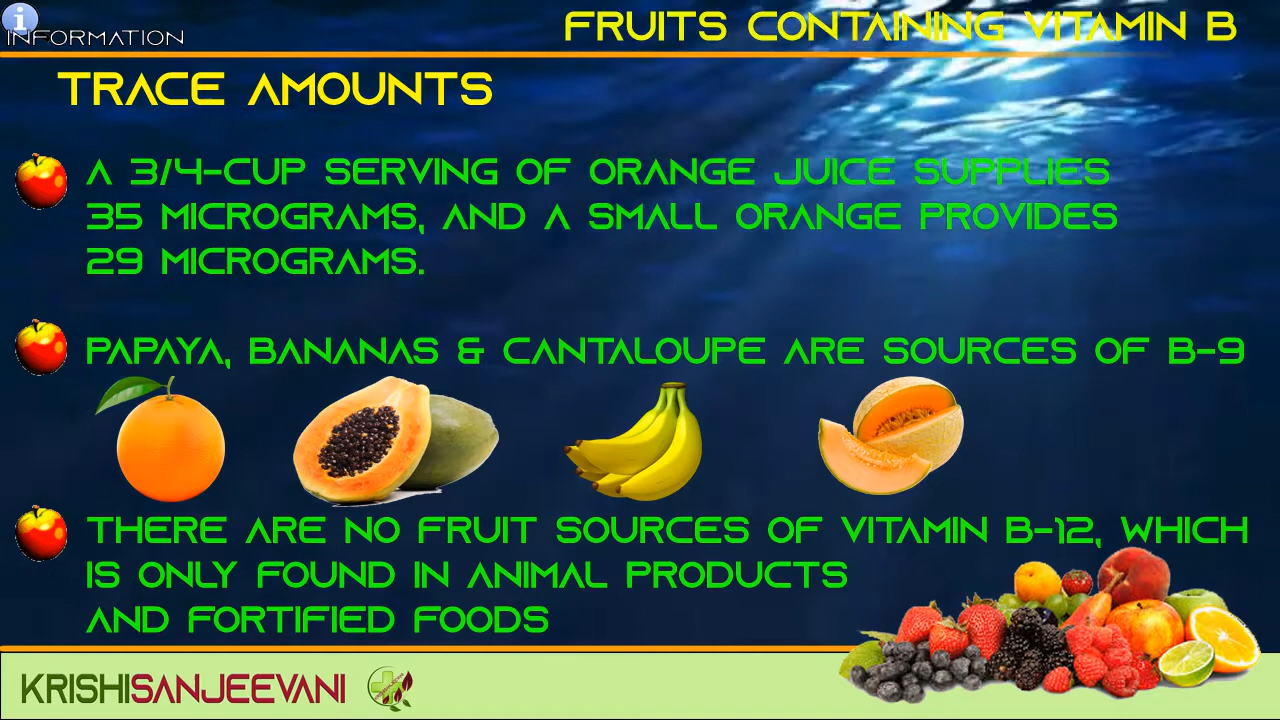 INFORMATION
FRUITS CONTAINING VITAMIN B
TRACE AMOUNTS
A 3/4-CUP SERVING OF ORANGE JUICE SUPPLIES
35 MICROGRAMS, AND A SMALL ORANGE PROVIDES
29 MICROGRAMS.
PAPAYA, BANANAS & CANTALOUPE ARE SOURCES OF B-9
THERE ARE NO FRUIT SOURCES OF VITAMIN B-12, WHICH
IS ONLY FOUND IN ANIMAL PRODUCTS
AND FORTIFIED FOODS
KRISHISANJEEVANI